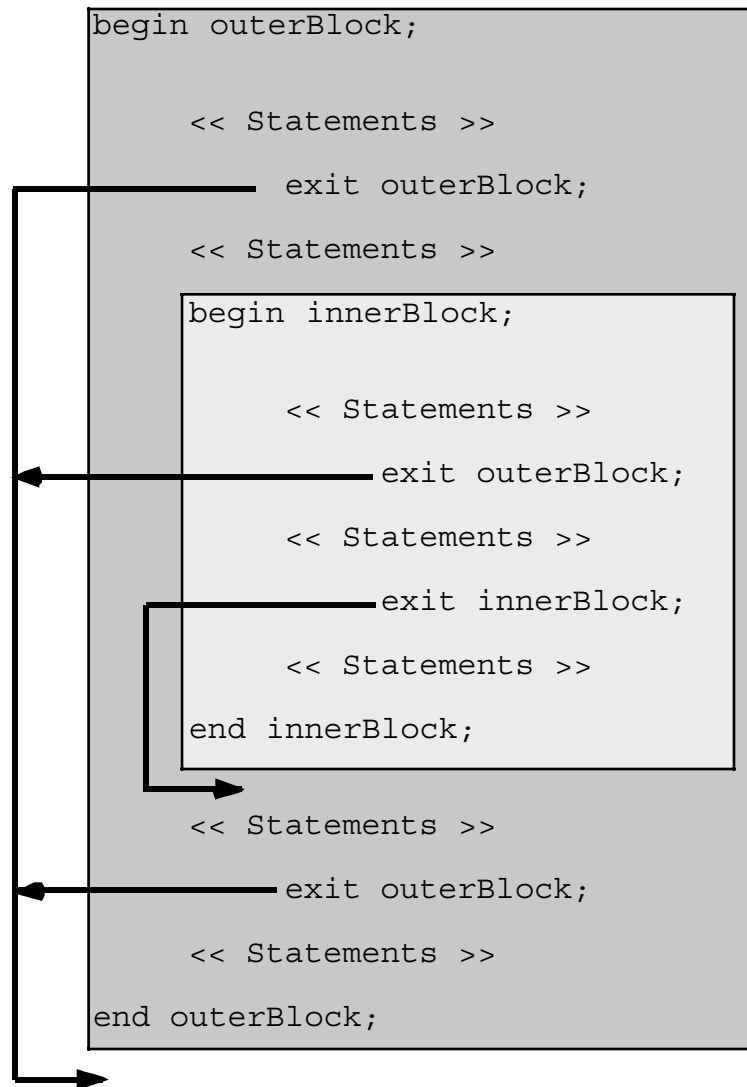 begin outerBlock;
<< Statements >>
exit outerBlock;
<< Statements >>
begin innerBlock;
<< Statements >>
exit outerBlock;
<< Statements >>
exit innerBlock;
<< Statements >>
end innerBlock;
<< Statements >>
exit outerBlock;
<< Statements >>
end outerBlock;